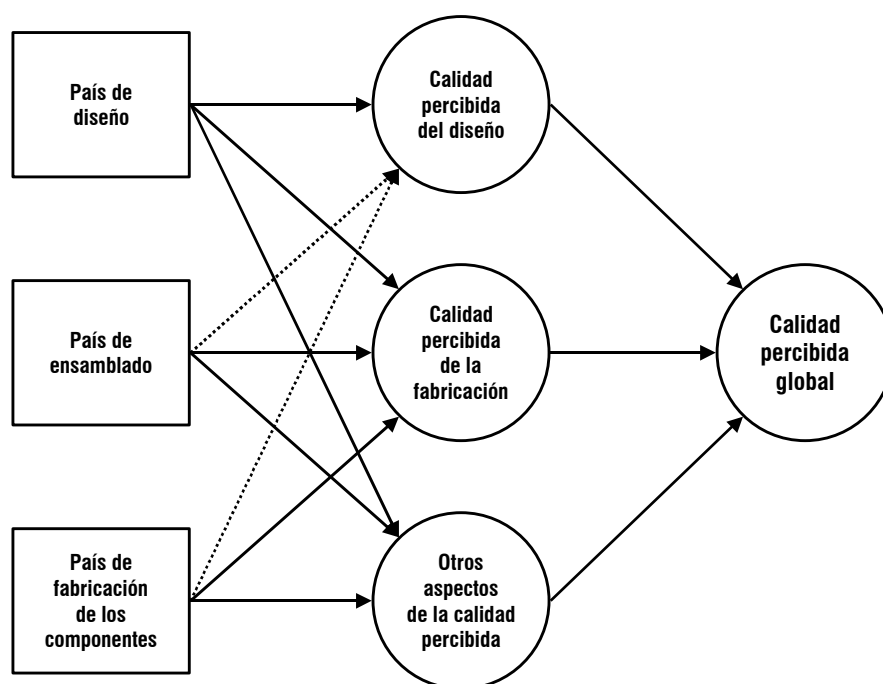 País de
diseño
Calidad
percibida
del diseño
País de
ensamblado
Calidad
percibida
de la
fabricación
Calidad
percibida
global
País de
fabricación
de los
componentes
Otros
aspectos
de la calidad
percibida